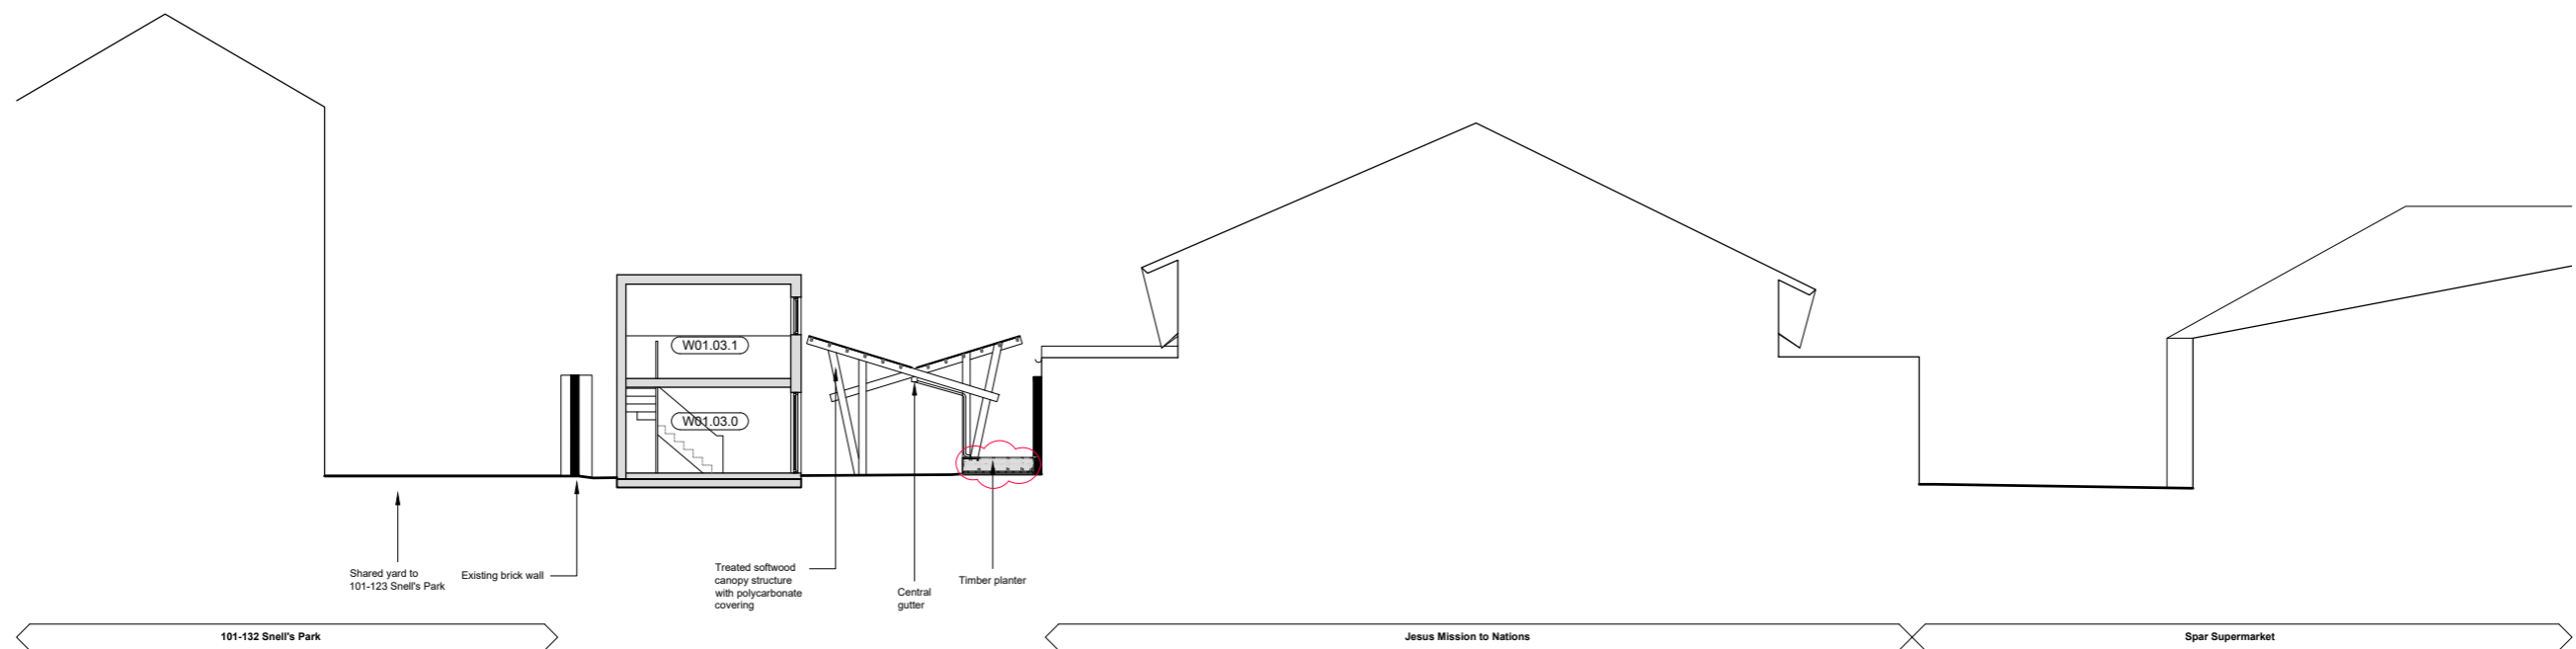 W01.03.1
W01.03.0
Shared yard to
101-123 Snell's Park
Existing brick wall
Treated softwood
canopy structure
with polycarbonate
covering
Central
gutter
Timber planter
101-132 Snell's Park
Jesus Mission to Nations
Spar Supermarket